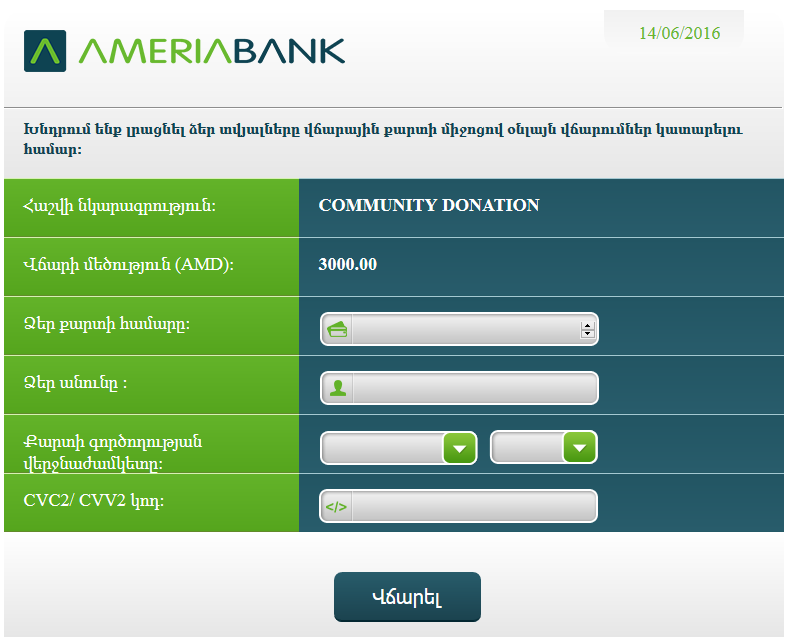 AMERIABANK
14/06/2016
Խնդրում ենք լրացնել ձեր տվյալները վճարային քարտի միջոցով օնլայն վճարումներ կատարելու
համար:
Հաշվի նկարագրություն:
COMMUNITY DONATION
Վճարի մեծություն (AMD):
3000.00
Ձեր քարտի համարը:
Ձեր անունը :
Քարտի գործողության
վերջնաժամկետը:
CVC2/ CVV2 կոդ:
</>
Վճարել